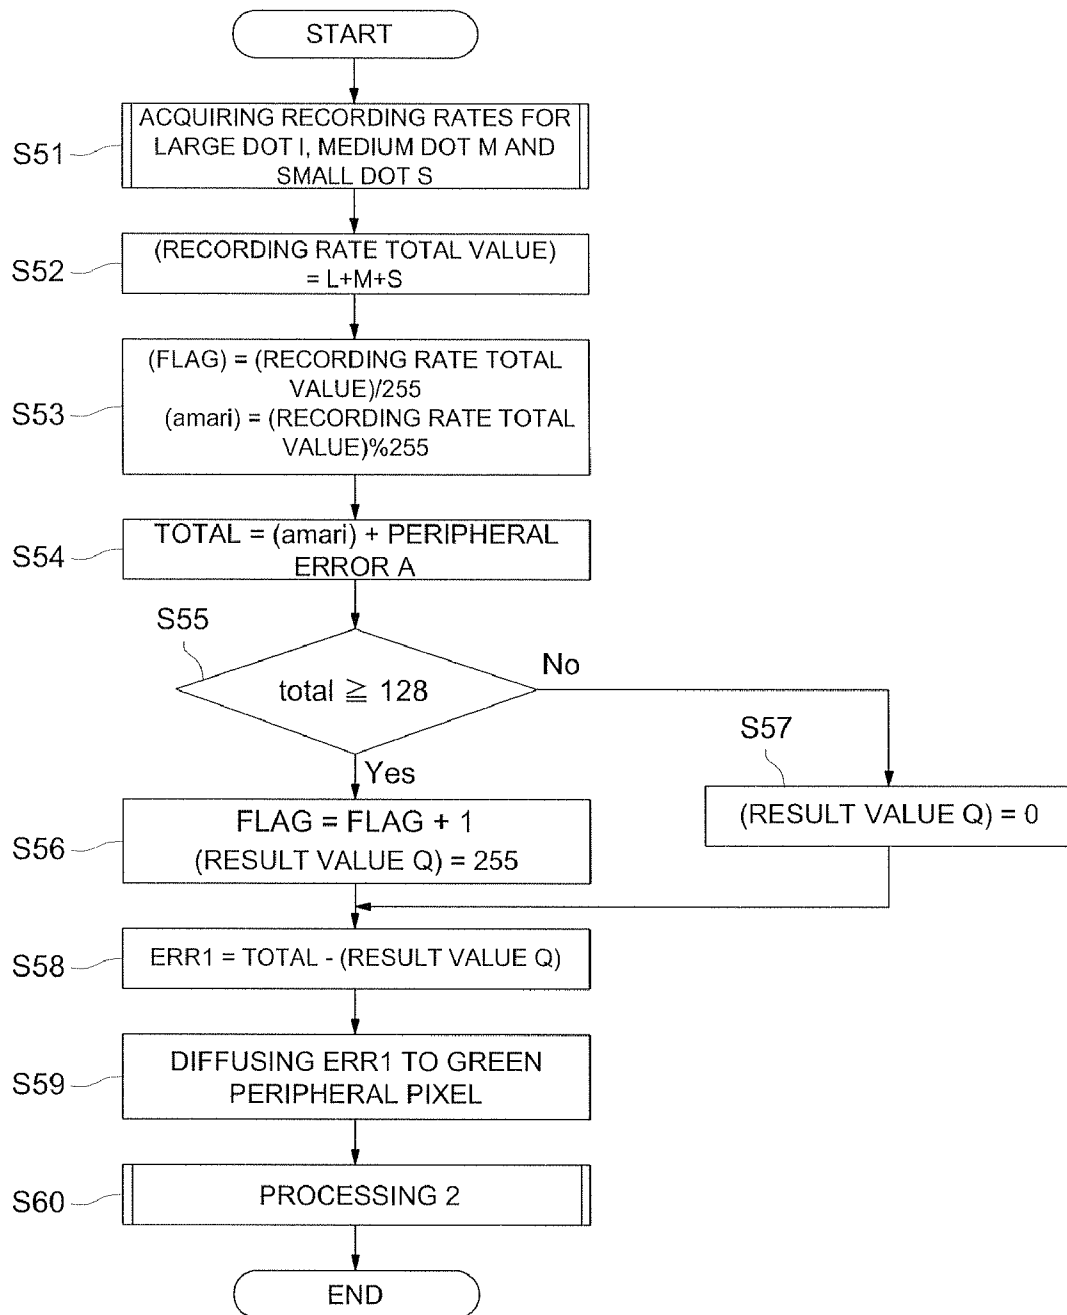 START
S51
ACQUIRING RECORDING RATES FOR
LARGE DOT l, MEDIUM DOT M AND
SMALL DOT S
S52
(RECORDING RATE TOTAL VALUE)
= L+M+S
S53
(FLAG) = (RECORDING RATE TOTAL
VALUE)/255
(amari) = (RECORDING RATE TOTAL
VALUE)%255
S54
TOTAL = (amari) + PERIPHERAL
ERROR A
S55
total ≧ 128
No
Yes
S57
(RESULT VALUE Q) = 0
S56
FLAG = FLAG + 1
(RESULT VALUE Q) = 255
S58
ERR1 = TOTAL - (RESULT VALUE Q)
S59
DIFFUSING ERR1 TO GREEN
PERIPHERAL PIXEL
S60
PROCESSING 2
END